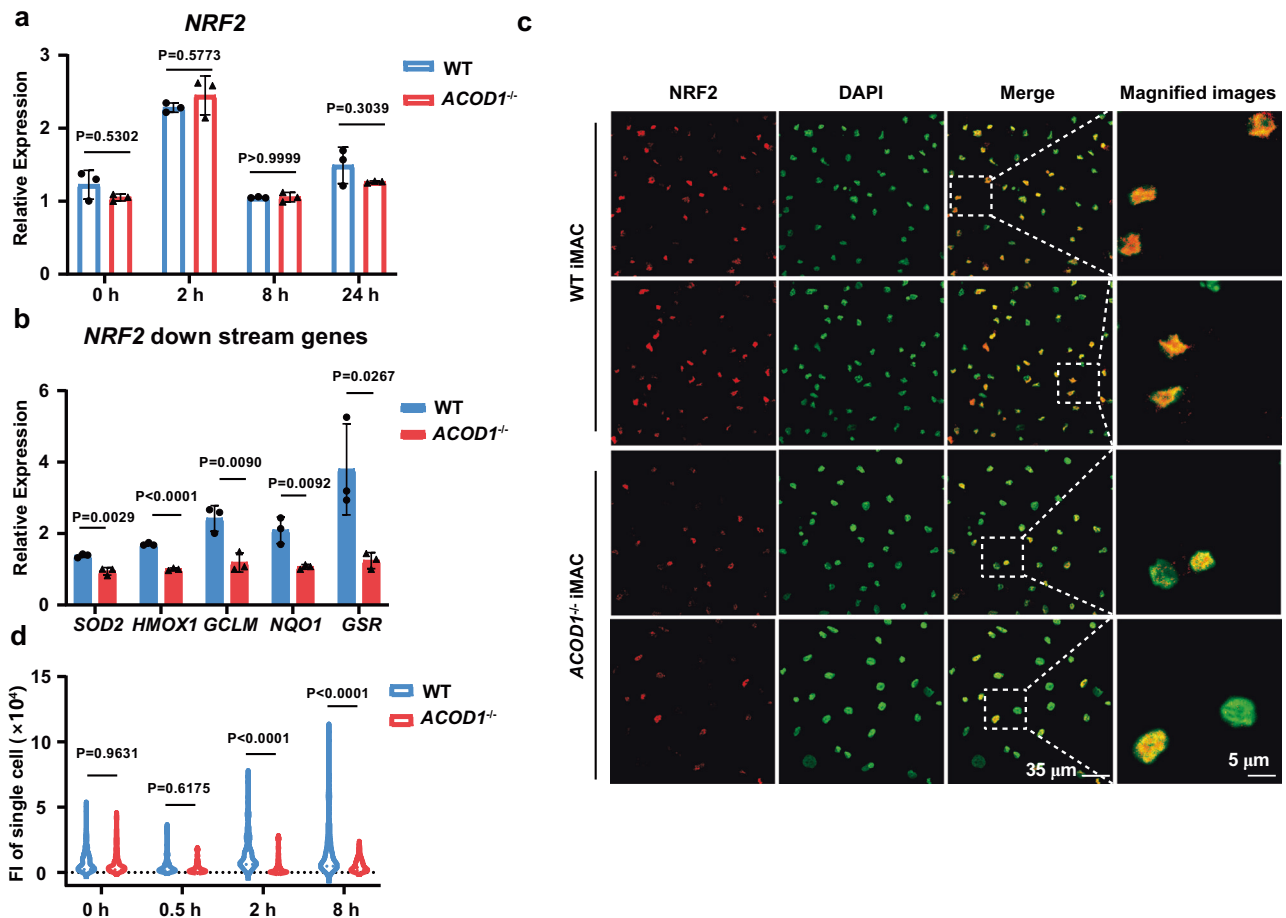 a
NRF2
Relative Expression
3
2
1
0
P=0.5302
P=0.5773
P>0.9999
P=0.3039
WT
ACOD1-/-
0 h
2 h
8 h
24 h
b
NRF2 down stream genes
Relative Expression
6
4
2
0
P=0.0029
P<0.0001
P=0.0090
P=0.0092
P=0.0267
WT
ACOD1-/-
SOD2
HMOX1
GCLM
NQO1
GSR
d
FI of single cell (×10⁴)
15
10
5
0
P=0.9631
P=0.6175
P<0.0001
P<0.0001
WT
ACOD1-/-
0 h
0.5 h
2 h
8 h
c
NRF2
DAPI
Merge
Magnified images
WT iMAC
ACOD1-/- iMAC
35 μm
5 μm